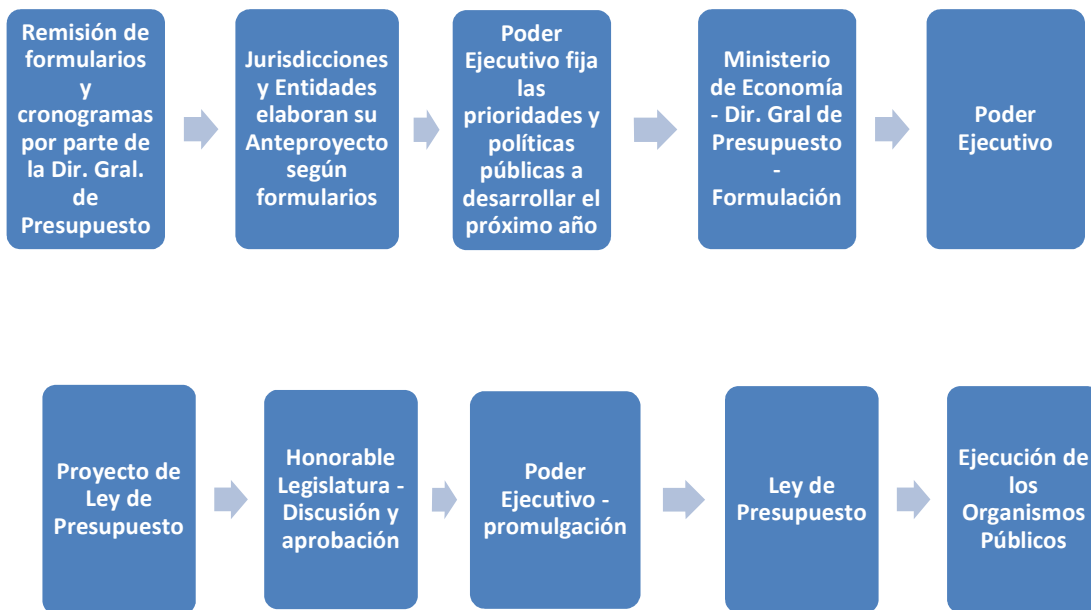 Remisión de
formularios
y
cronogramas
por parte de
la Dir. Gral.
de
Presupuesto
Jurisdicciones
y Entidades
elaboran su
Anteproyecto
según
formularios
Poder
Ejecutivo fija
las
prioridades y
políticas
públicas a
desarrollar el
próximo año
Ministerio
de Economía
- Dir. Gral de
Presupuesto
-
Formulación
Poder
Ejecutivo
Proyecto de
Ley de
Presupuesto
Honorable
Legislatura -
Discusión y
aprobación
Poder
Ejecutivo -
promulgación
Ley de
Presupuesto
Ejecución de
los
Organismos
Públicos